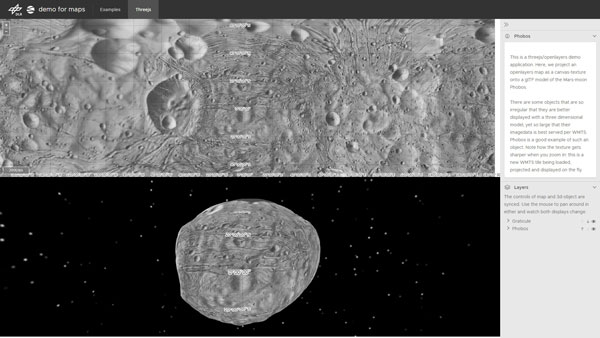 DLR
demo for maps
Examples
Threejs
Phobos
This is a threejs/openlayers demo
application. Here, we project an
openlayers map as a canvas-texture
onto a glTF model of the Mars-moon
Phobos.
There are some objects that are so
irregular that they are better
displayed with a three dimensional
model, yet so large that their
imagedata is best served per WMTS.
Phobos is a good example of such an
object. Note how the texture gets
sharper when you zoom in: this is a
new WMTS tile being loaded,
projected and displayed on the fly.
Layers
The controls of map and 3d-object are
synced. Use the mouse to pan around in
either and watch both displays change.
Graticule
Phobos